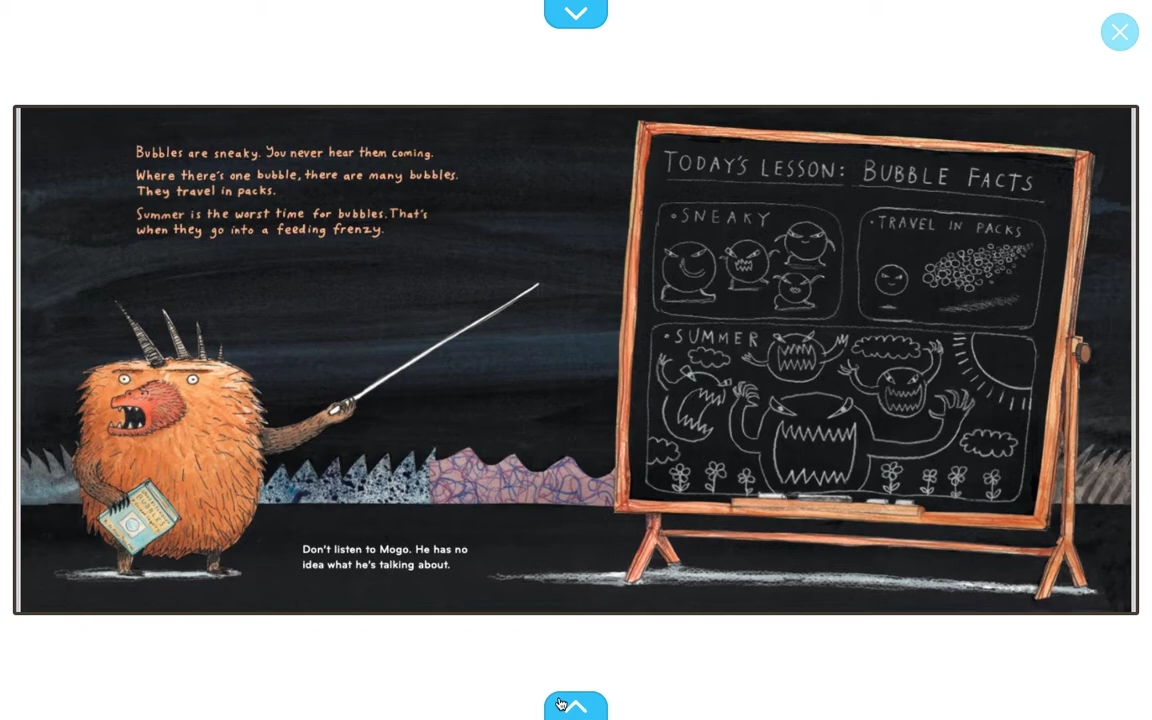 Bubbles are sneaky. You never hear them coming.
Where there's one bubble, there are many bubbles.
They travel in packs.
Summer is the worst time for bubbles. That's
when they go into a feeding frenzy.
Don't listen to Mogo. He has no
idea what he's talking about.
TODAY'S LESSON: BUBBLE FACTS
•SNEAKY
•TRAVEL IN PACKS
•SUMMER
BUBBLES